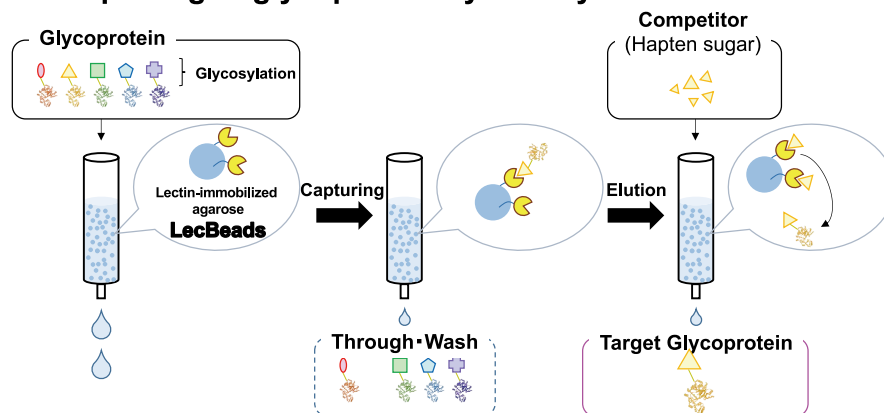 Glycoprotein
Glycosylation
Lectin-immobilized
agarose
LecBeads
Capturing
Through・Wash
Elution
Competitor
(Hapten sugar)
Target Glycoprotein